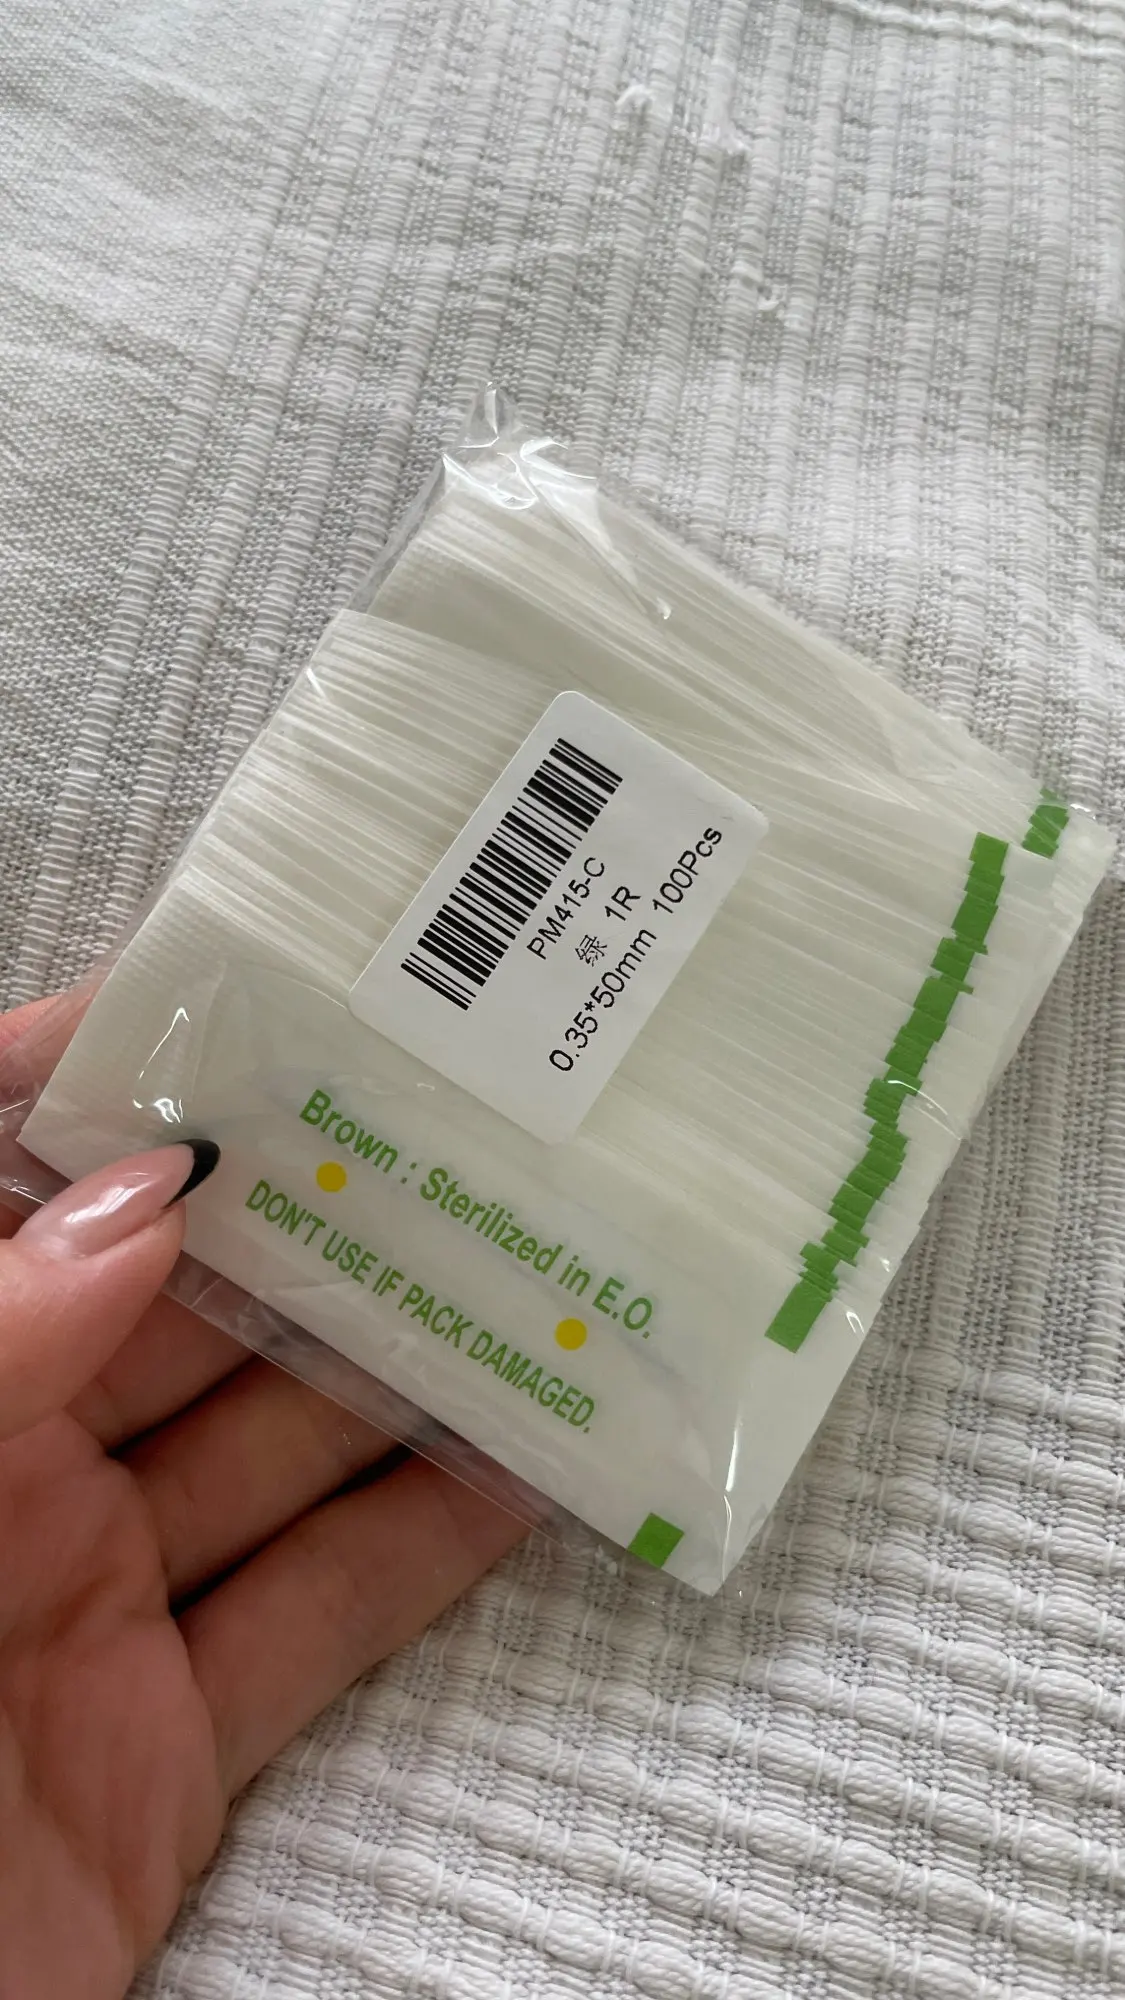 PM415-C
绿 1R
0.35*50mm 100Pcs
Brown : Sterilized in E.O.
DON'T USE IF PACK DAMAGED.